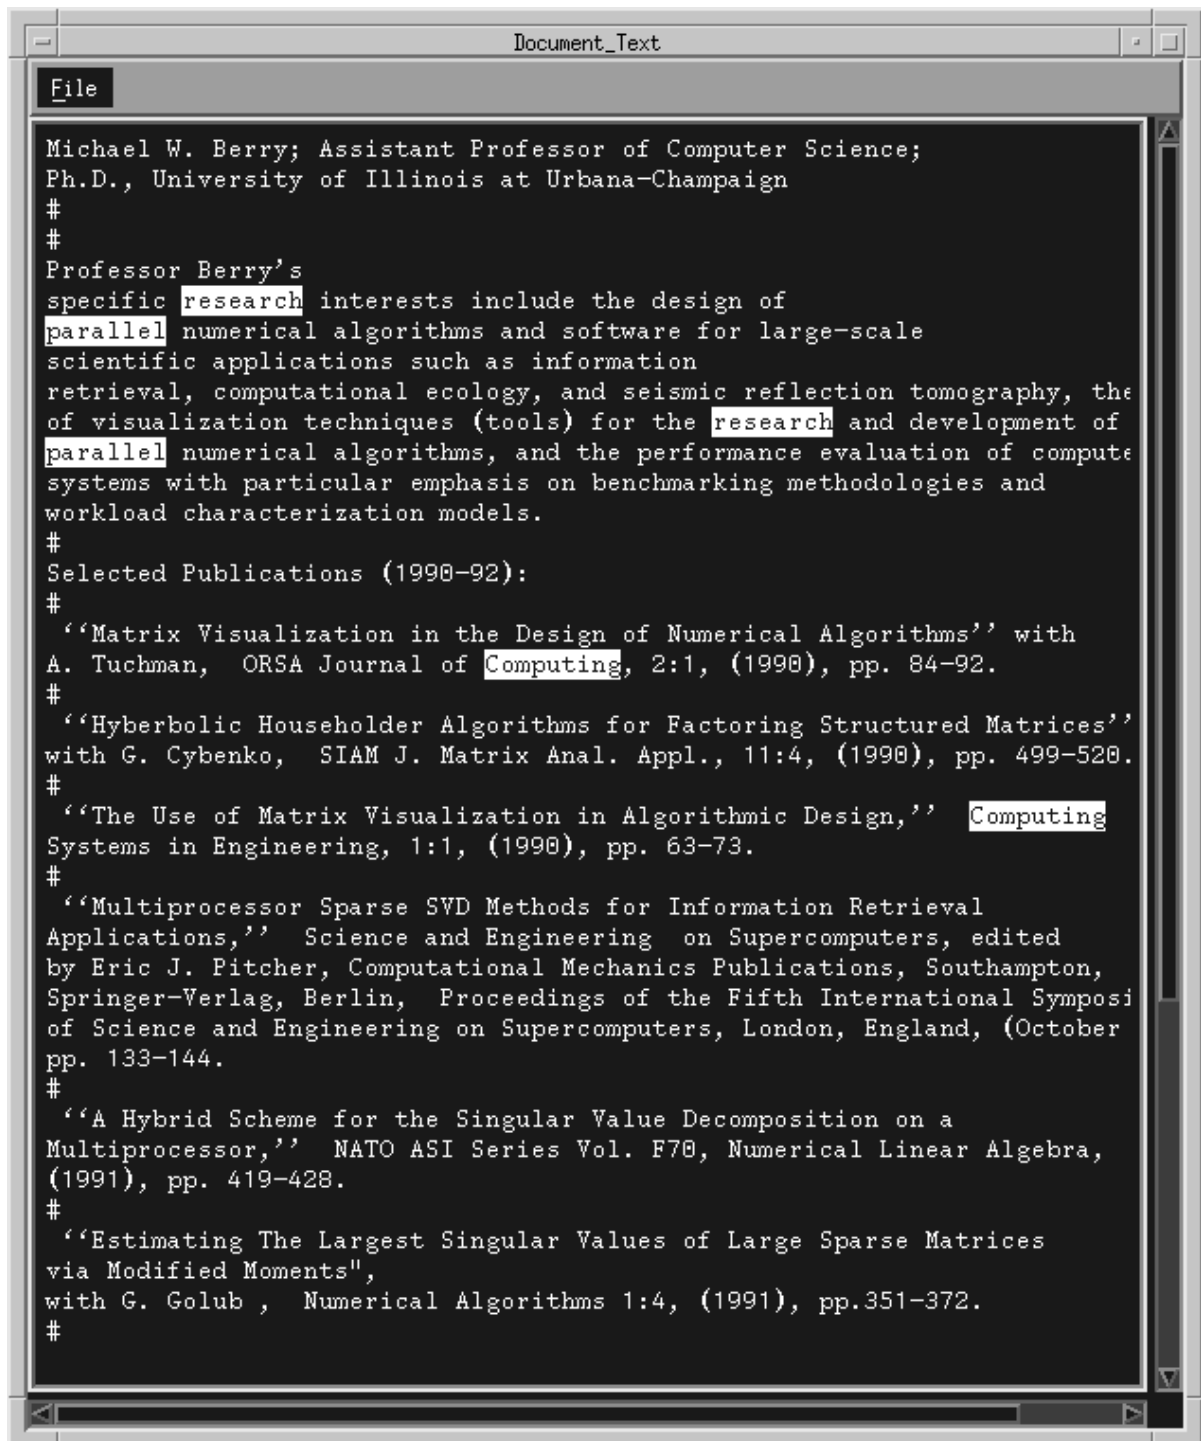 Document_Text
File
Michael W. Berry; Assistant Professor of Computer Science;
Ph.D., University of Illinois at Urbana-Champaign
#
#
Professor Berry's
specific research interests include the design of
parallel numerical algorithms and software for large-scale
scientific applications such as information
retrieval, computational ecology, and seismic reflection tomography, the
of visualization techniques (tools) for the research and development of
parallel numerical algorithms, and the performance evaluation of compute
systems with particular emphasis on benchmarking methodologies and
workload characterization models.
#
Selected Publications (1990-92):
#
‘‘Matrix Visualization in the Design of Numerical Algorithms’’ with
A. Tuchman,  ORSA Journal of Computing, 2:1, (1990), pp. 84-92.
#
‘‘Hyberbolic Householder Algorithms for Factoring Structured Matrices’’
with G. Cybenko,  SIAM J. Matrix Anal. Appl., 11:4, (1990), pp. 499-520.
#
‘‘The Use of Matrix Visualization in Algorithmic Design,’’  Computing
Systems in Engineering, 1:1, (1990), pp. 63-73.
#
‘‘Multiprocessor Sparse SVD Methods for Information Retrieval
Applications,’’  Science and Engineering  on Supercomputers, edited
by Eric J. Pitcher, Computational Mechanics Publications, Southampton,
Springer-Verlag, Berlin,  Proceedings of the Fifth International Symposi
of Science and Engineering on Supercomputers, London, England, (October
pp. 133-144.
#
‘‘A Hybrid Scheme for the Singular Value Decomposition on a
Multiprocessor,’’  NATO ASI Series Vol. F70, Numerical Linear Algebra,
(1991), pp. 419-428.
#
‘‘Estimating The Largest Singular Values of Large Sparse Matrices
via Modified Moments",
with G. Golub ,  Numerical Algorithms 1:4, (1991), pp.351-372.
#